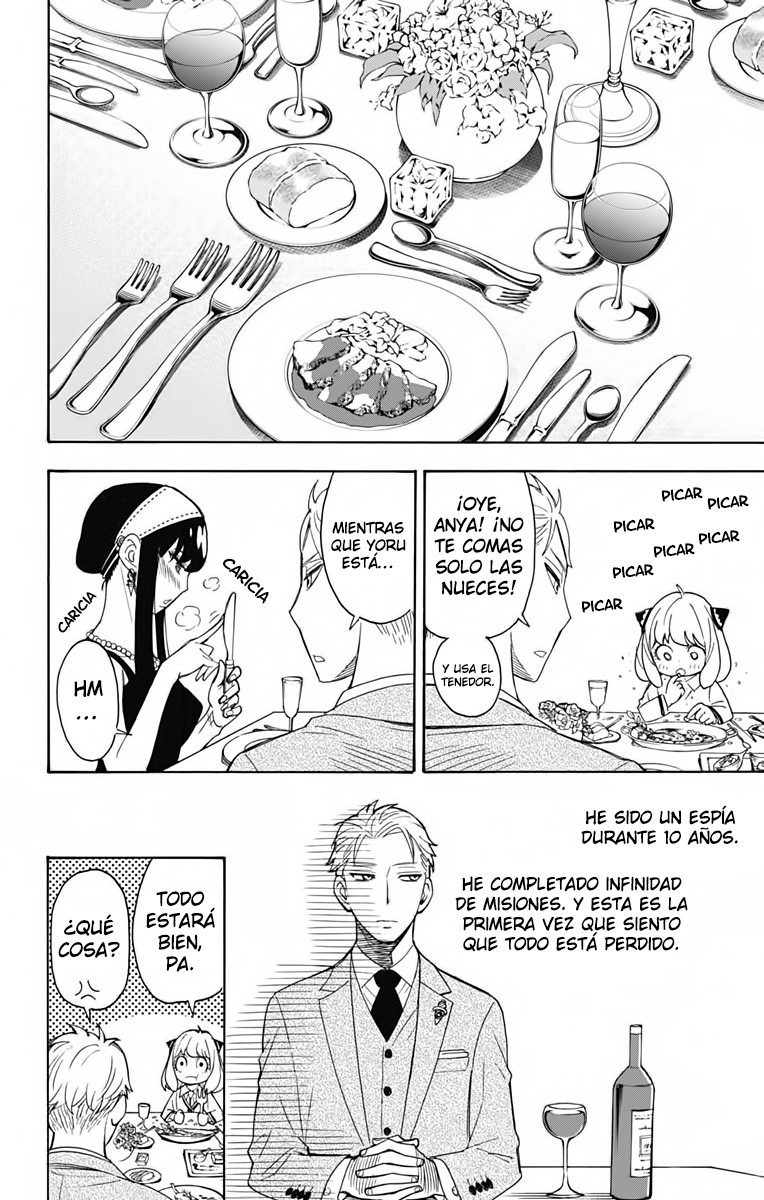 PICAR
PICAR
PICAR
PICAR
PICAR
PICAR
PICAR
¡OYE,
ANYA! ¡NO
TE COMAS
SOLO LAS
NUECES!
Y USA EL
TENEDOR.
MIENTRAS
QUE YORU
ESTÁ...
CARICIA
CARICIA
HM
...
HE SIDO UN ESPÍA
DURANTE 10 AÑOS.
HE COMPLETADO INFINIDAD
DE MISIONES. Y ESTA ES LA
PRIMERA VEZ QUE SIENTO
QUE TODO ESTÁ PERDIDO.
TODO
ESTARÁ
BIEN,
PA.
¿QUÉ
COSA?